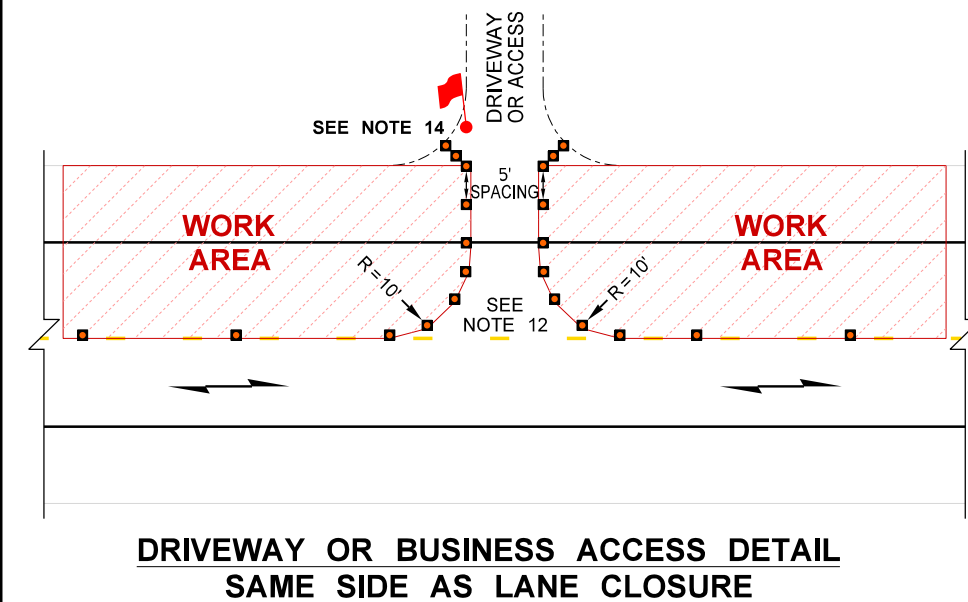 DRIVEWAY
OR ACCESS
SEE NOTE 14
5'
SPACING
WORK
AREA
WORK
AREA
R=10'
R=10'
SEE
NOTE 12
DRIVEWAY OR BUSINESS ACCESS DETAIL
SAME SIDE AS LANE CLOSURE